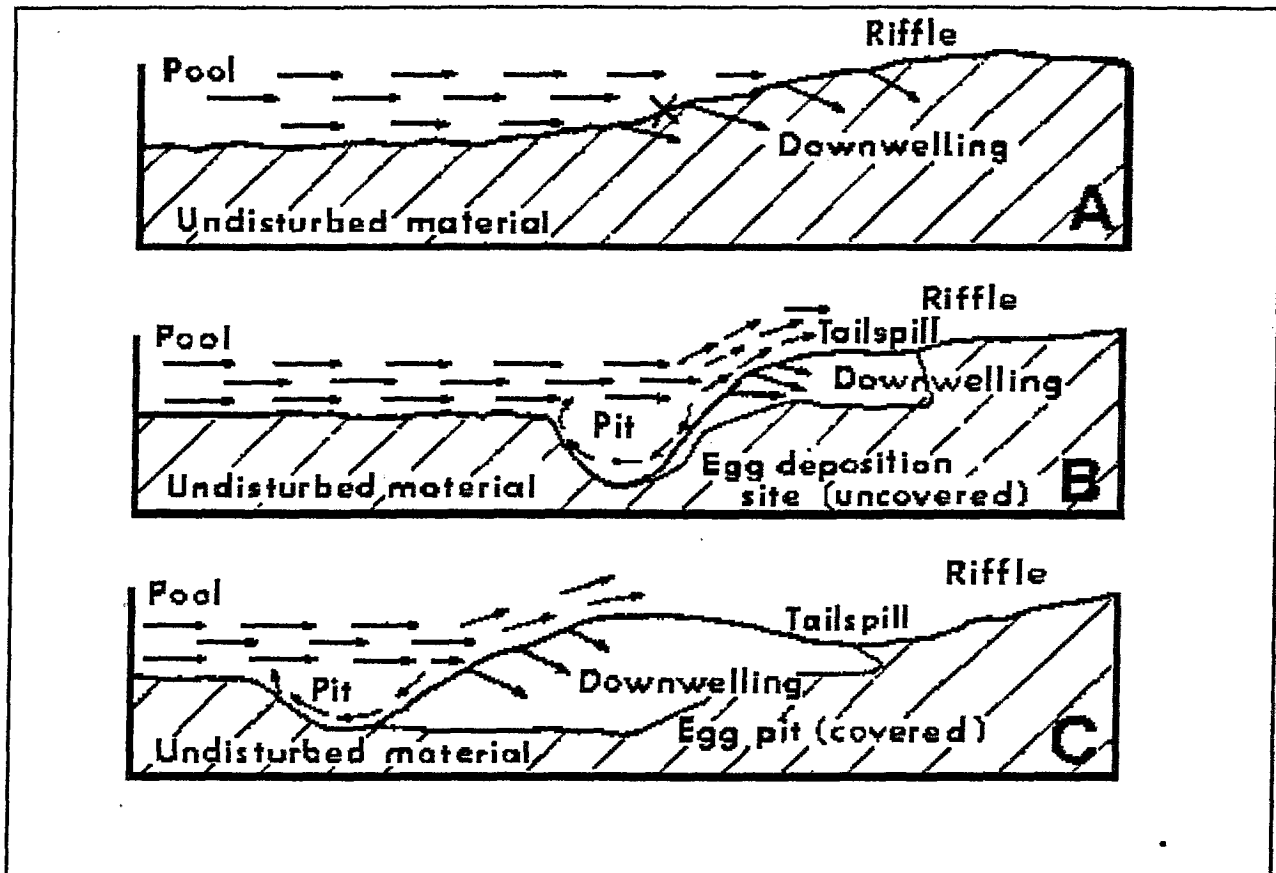 Riffle
Pool
Downwelling
Undisturbed material
A
Riffle
Pool
Tailspill
Downwelling
Pit
Egg deposition
site (uncovered)
Undisturbed material
B
Riffle
Pool
Tailspill
Pit
Downwelling
Egg pit (covered)
Undisturbed material
C